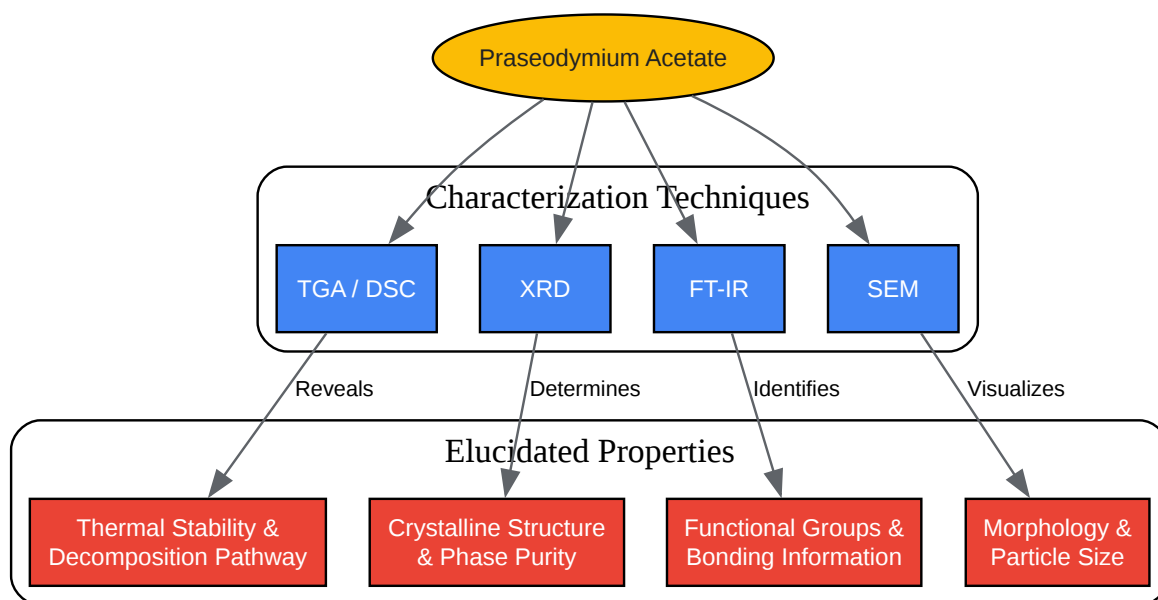 Praseodymium Acetate
Characterization Techniques
TGA / DSC
XRD
FT-IR
SEM
Reveals
Determines
Identifies
Visualizes
Elucidated Properties
Thermal Stability &
Decomposition Pathway
Crystalline Structure
& Phase Purity
Functional Groups &
Bonding Information
Morphology &
Particle Size